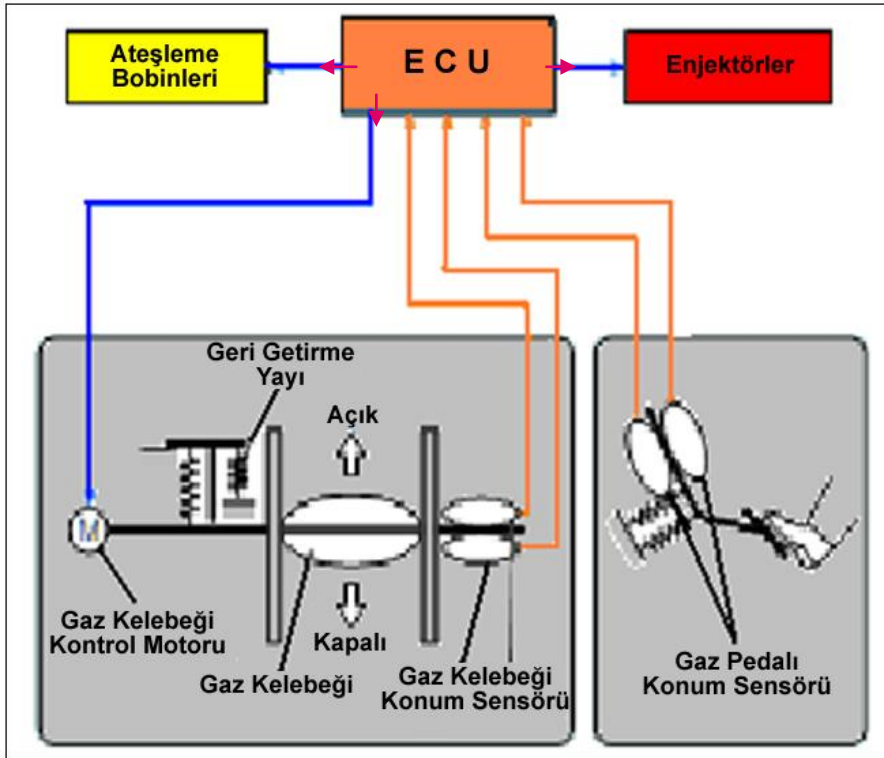 Ateşleme
Bobinleri
E C U
Enjektörler
Geri Getirme
Yayı
Açık
M
Gaz Kelebeği
Kontrol Motoru
Kapalı
Gaz Kelebeği
Gaz Kelebeği
Konum Sensörü
Gaz Pedalı
Konum Sensörü